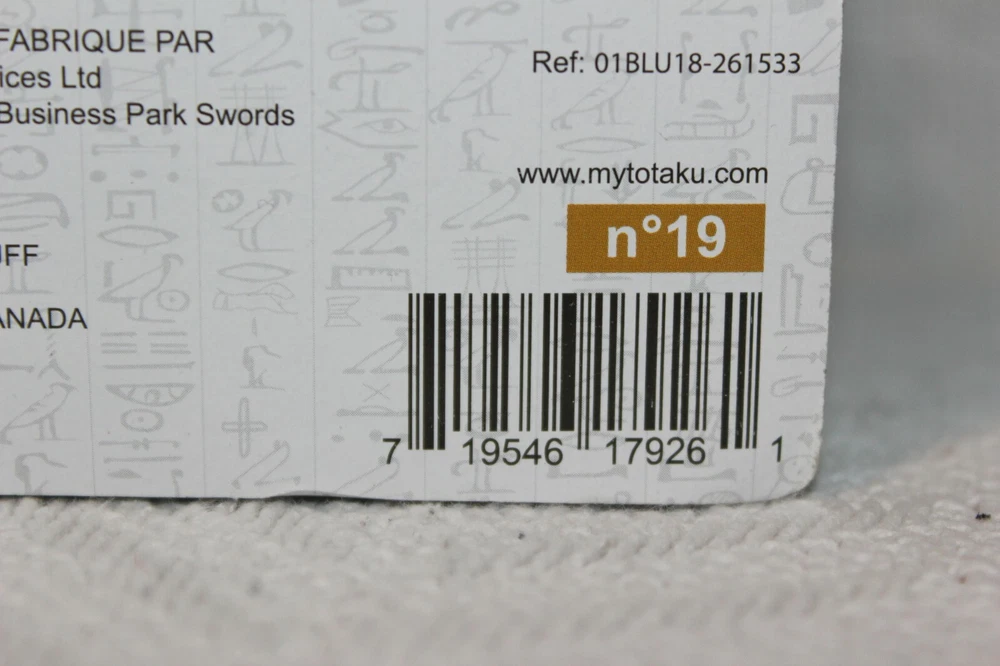 FABRIQUE PAR
ices Ltd
Business Park Swords
Ref: 01BLU18-261533
www.mytotaku.com
n°19
UFF
ANADA
7 19546 17926 1